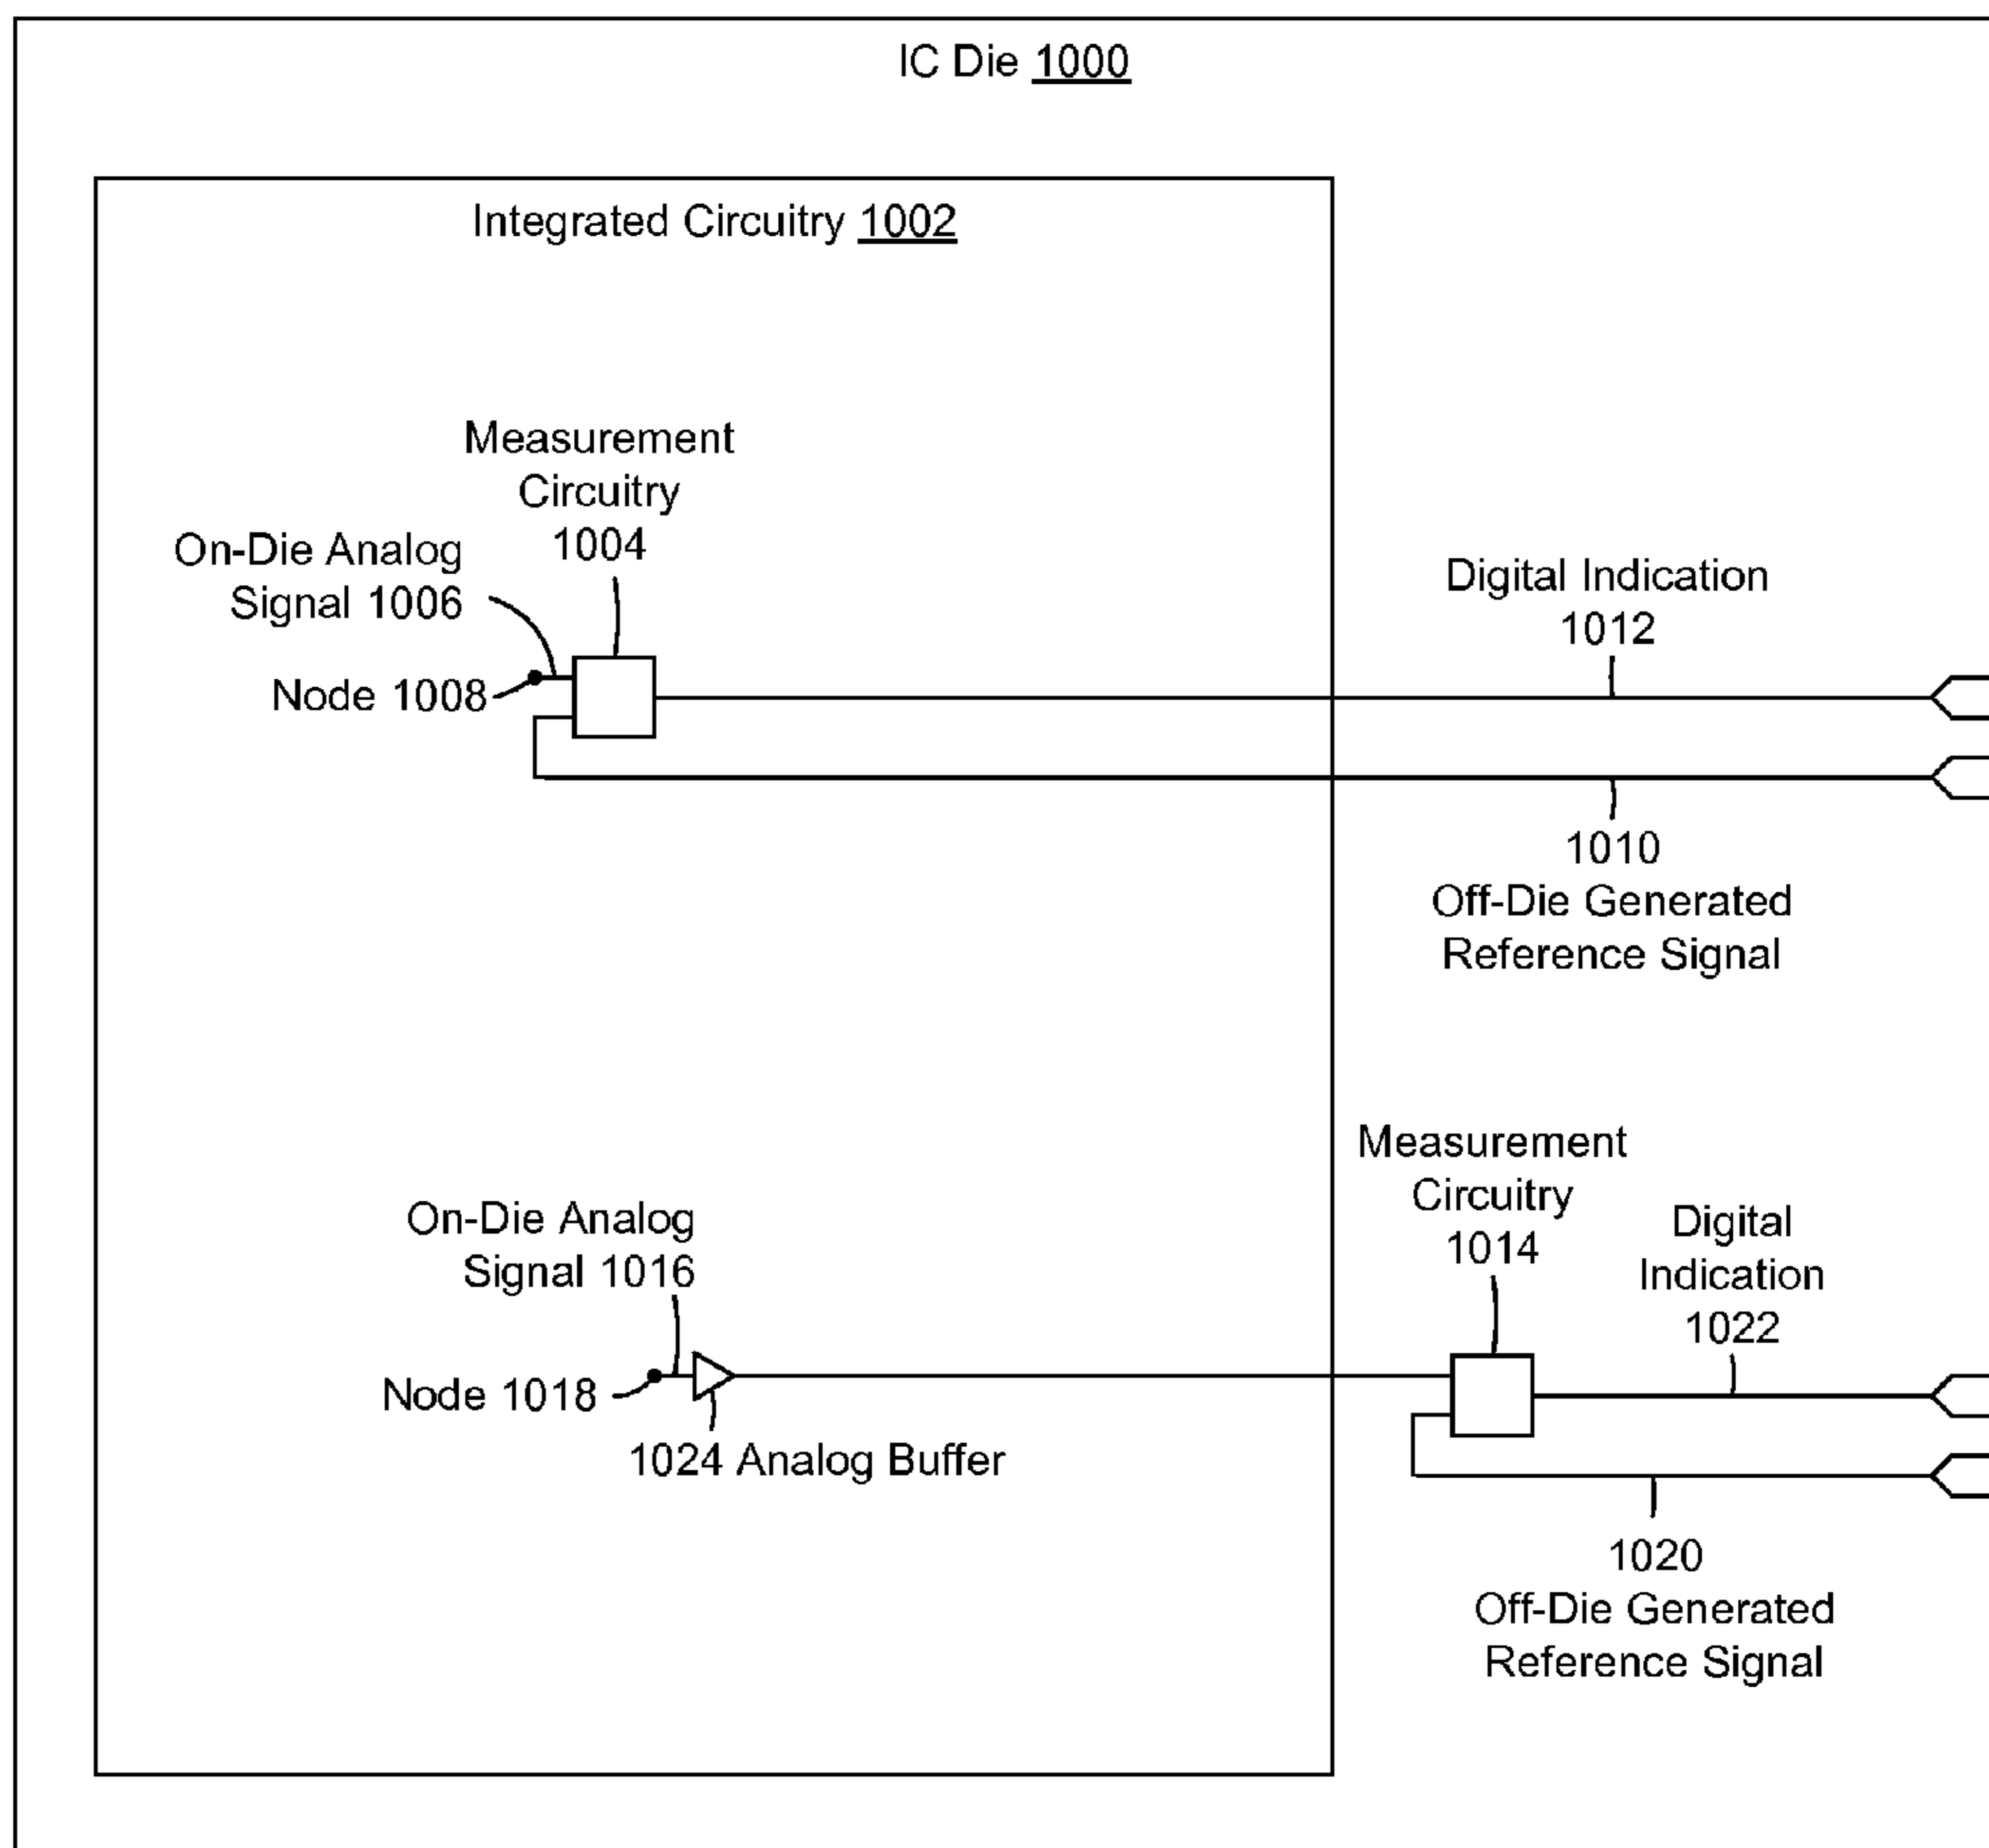 IC Die 1000
Integrated Circuitry 1002
Measurement
Circuitry
1004
On-Die Analog
Signal 1006
Node 1008
Digital Indication
1012
1010
Off-Die Generated
Reference Signal
Measurement
Circuitry
1014
Digital
Indication
1022
On-Die Analog
Signal 1016
Node 1018
1024 Analog Buffer
1020
Off-Die Generated
Reference Signal